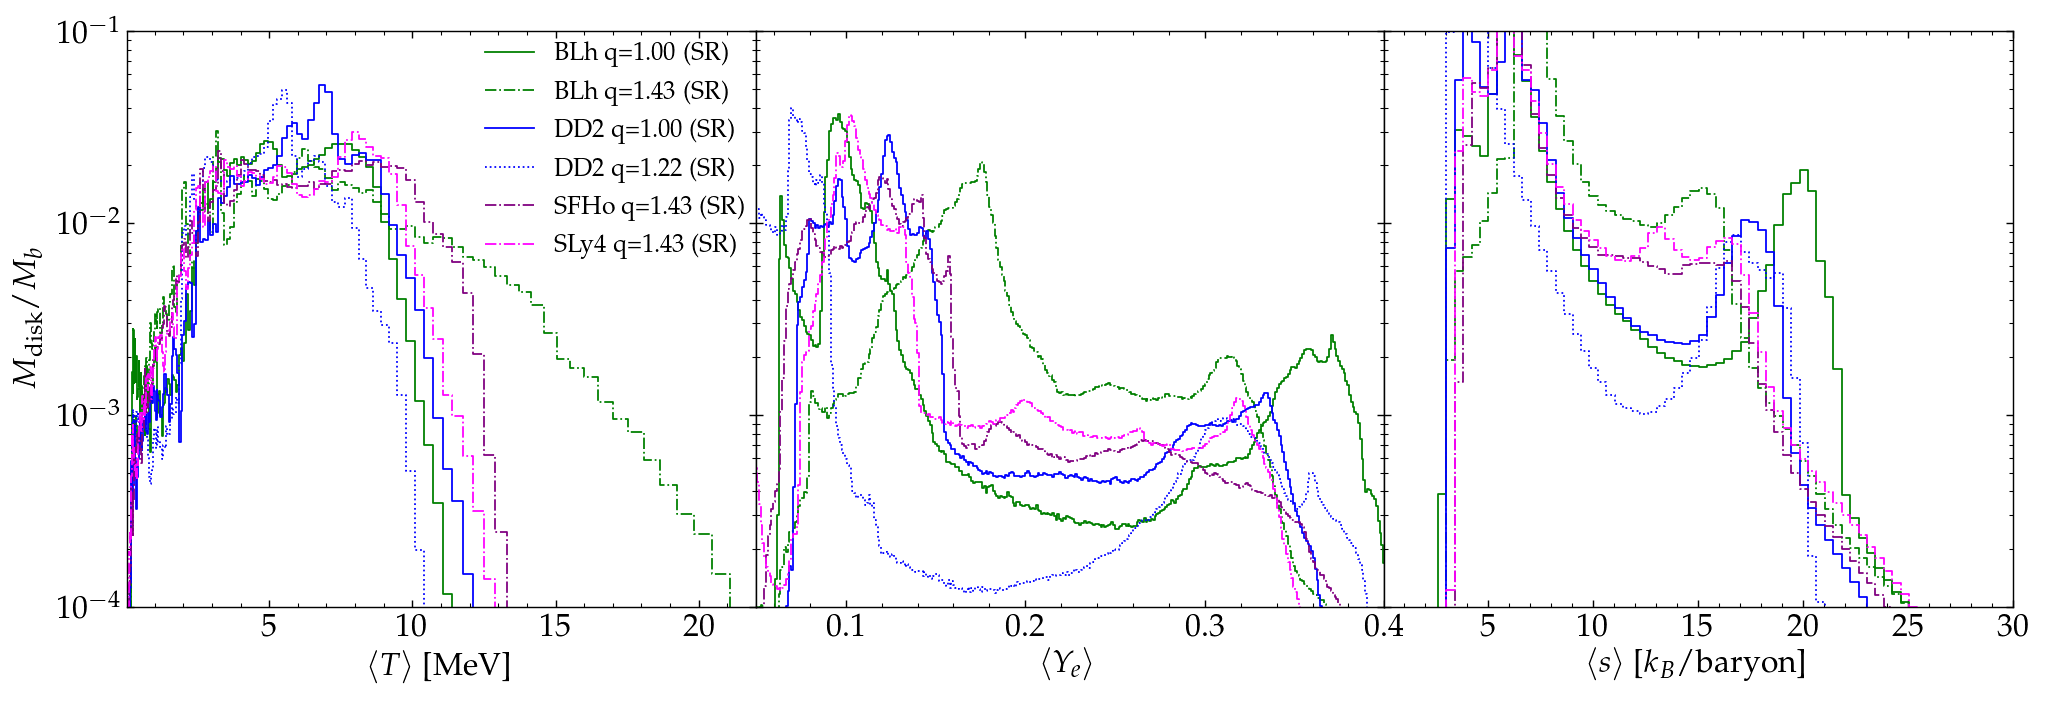 10⁻¹
10⁻²
10⁻³
10⁻⁴
M_disk/M_b
BLh q=1.00 (SR)
BLh q=1.43 (SR)
DD2 q=1.00 (SR)
DD2 q=1.22 (SR)
SFHo q=1.43 (SR)
SLy4 q=1.43 (SR)
5 10 15 20
0.1 0.2 0.3 0.4
5 10 15 20 25 30
⟨T⟩ [MeV]
⟨Y_e⟩
⟨s⟩ [k_B/baryon]